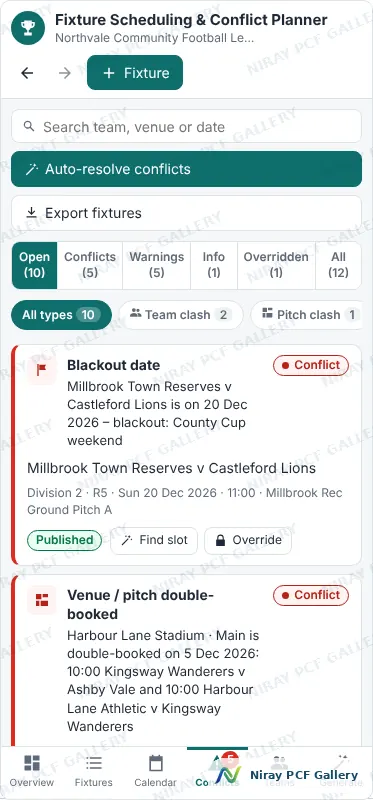 Fixture Scheduling & Conflict Planner
Northvale Community Football Le...
Fixture
Search team, venue or date
Auto-resolve conflicts
Export fixtures
Open (10)
Conflicts (5)
Warnings (5)
Info (1)
Overridden (1)
All (12)
All types 10
Team clash 2
Pitch clash 1
Blackout date
Conflict
Millbrook Town Reserves v
Castleford Lions is on 20 Dec
2026 – blackout: County Cup
weekend
Millbrook Town Reserves v Castleford Lions
Division 2 · R5 · Sun 20 Dec 2026 · 11:00 · Millbrook Rec
Ground Pitch A
Published
Find slot
Override
Venue / pitch double-
booked
Conflict
Harbour Lane Stadium · Main is
double-booked on 5 Dec 2026:
10:00 Kingsway Wanderers v
Ashby Vale and 10:00 Harbour
Lane Athletic v Kingsway
Wanderers
Overview
Fixtures
Calendar
5
Niray PCF Gallery
NIRAY PCF GALLERY